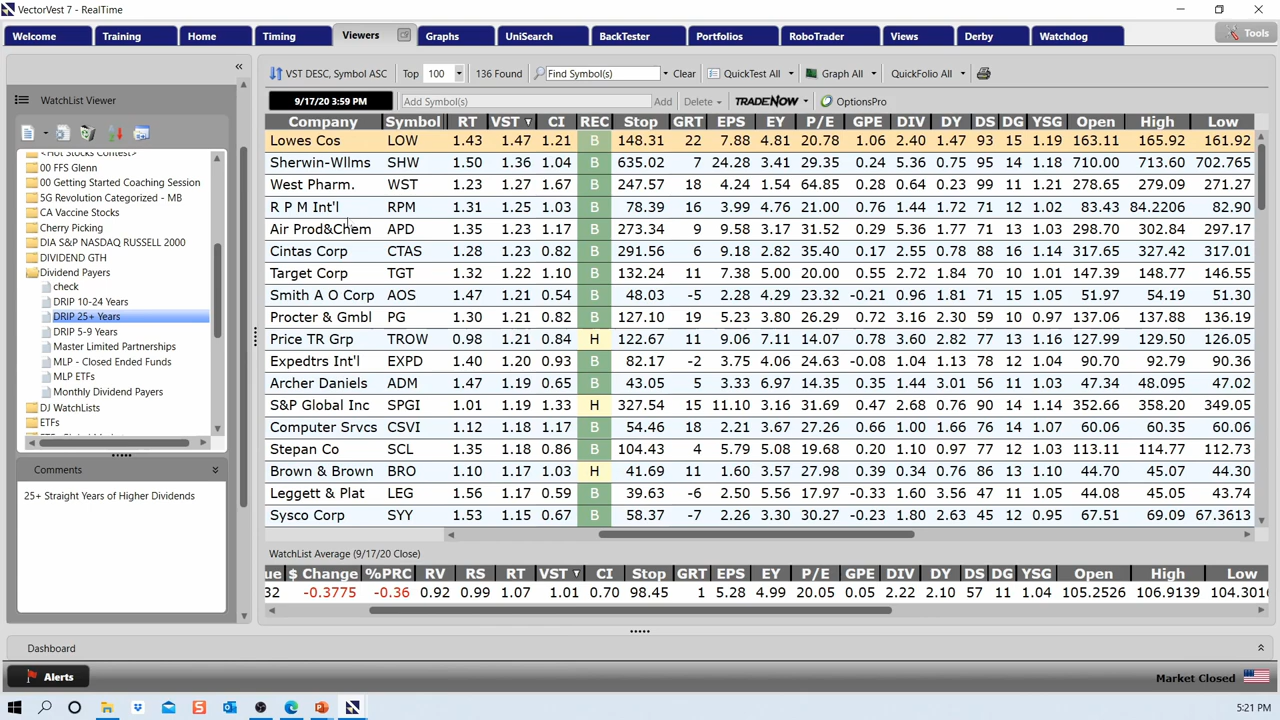 VectorVest 7 - RealTime
Welcome Training Home Timing Viewers Graphs UniSearch BackTester Portfolios RoboTrader Views Derby Watchdog Tools
VST DESC, Symbol ASC Top 100 136 Found Find Symbol(s) Clear QuickTest All Graph All QuickFolio All
WatchList Viewer
9/17/20 3:59 PM Add Symbol(s) Add Delete TRADENOW OptionsPro
Company Symbol RT VST CI REC Stop GRT EPS EY P/E GPE DIV DY DS DG YSG Open High Low
Lowes Cos LOW 1.43 1.47 1.21 B 148.31 22 7.88 4.81 20.78 1.06 2.40 1.47 93 15 1.19 163.11 165.92 161.92
Sherwin-Wllms SHW 1.50 1.36 1.04 B 635.02 7 24.28 3.41 29.35 0.24 5.36 0.75 95 14 1.18 710.00 713.60 702.765
West Pharm. WST 1.23 1.27 1.67 B 247.57 18 4.24 1.54 64.85 0.28 0.64 0.23 99 11 1.21 278.65 279.09 271.27
R P M Int'l RPM 1.31 1.25 1.03 B 78.39 16 3.99 4.76 21.00 0.76 1.44 1.72 71 12 1.02 83.43 84.2206 82.90
Air Prod&Chem APD 1.35 1.23 1.17 B 273.34 9 9.58 3.17 31.52 0.29 5.36 1.77 71 13 1.03 298.70 302.84 297.17
Cintas Corp CTAS 1.28 1.23 0.82 B 291.56 6 9.18 2.82 35.40 0.17 2.55 0.78 88 16 1.14 317.65 327.42 317.01
Target Corp TGT 1.32 1.22 1.10 B 132.24 11 7.38 5.00 20.00 0.55 2.72 1.84 70 10 1.01 147.39 148.77 146.55
Smith A O Corp AOS 1.47 1.21 0.54 B 48.03 -5 2.28 4.29 23.32 -0.21 0.96 1.81 71 15 1.05 51.97 54.19 51.30
Procter & Gmbl PG 1.30 1.21 0.82 B 127.10 19 5.23 3.80 26.29 0.72 3.16 2.30 59 10 0.97 137.06 137.88 136.19
Price TR Grp TROW 0.98 1.21 0.84 H 122.67 11 9.06 7.11 14.07 0.78 3.60 2.82 77 13 1.16 127.99 129.50 126.05
Expedtrs Int'l EXPD 1.40 1.20 0.93 B 82.17 -2 3.75 4.06 24.63 -0.08 1.04 1.13 78 12 1.04 90.70 92.79 90.36
Archer Daniels ADM 1.47 1.19 0.65 B 43.05 5 3.33 6.97 14.35 0.35 1.44 3.01 56 11 1.03 47.34 48.095 47.02
S&P Global Inc SPGI 1.01 1.19 1.33 H 327.54 15 11.10 3.16 31.69 0.47 2.68 0.76 90 14 1.14 352.66 358.20 349.05
Computer Srvcs CSVI 1.12 1.18 1.17 B 54.46 18 2.21 3.67 27.26 0.66 1.00 1.66 78 14 1.07 60.06 60.35 60.06
Stepan Co SCL 1.35 1.18 0.86 B 104.43 4 5.79 5.08 19.68 0.20 1.10 0.97 77 12 1.03 113.11 114.77 111.58
Brown & Brown BRO 1.10 1.17 1.03 H 41.69 11 1.60 3.57 27.98 0.39 0.34 0.76 86 13 1.10 44.70 45.07 44.30
Leggett & Plat LEG 1.56 1.17 0.59 B 39.63 -6 2.50 5.56 17.97 -0.33 1.60 3.56 47 11 1.05 44.08 45.05 43.74
Sysco Corp SYY 1.53 1.15 0.67 B 58.37 -7 2.26 3.30 30.27 -0.23 1.80 2.63 45 12 0.95 67.51 69.09 67.3613
<Hot Stocks Contest>
00 FFS Glenn
00 Getting Started Coaching Session
5G Revolution Categorized - MB
CA Vaccine Stocks
Cherry Picking
DIA S&P NASDAQ RUSSELL 2000
DIVIDEND GTH
Dividend Payers
check
DRIP 10-24 Years
DRIP 25+ Years
DRIP 5-9 Years
Master Limited Partnerships
MLP - Closed Ended Funds
MLP ETFs
Monthly Dividend Payers
DJ WatchLists
ETFs
Comments
25+ Straight Years of Higher Dividends
WatchList Average (9/17/20 Close)
ue $ Change %PRC RV RS RT VST CI Stop GRT EPS EY P/E GPE DIV DY DS DG YSG Open High Low
32 -0.3775 -0.36 0.92 0.99 1.07 1.01 0.70 98.45 1 5.28 4.99 20.05 0.05 2.22 2.10 57 11 1.04 105.2526 106.9139 104.301
Dashboard
Alerts Market Closed
5:21 PM